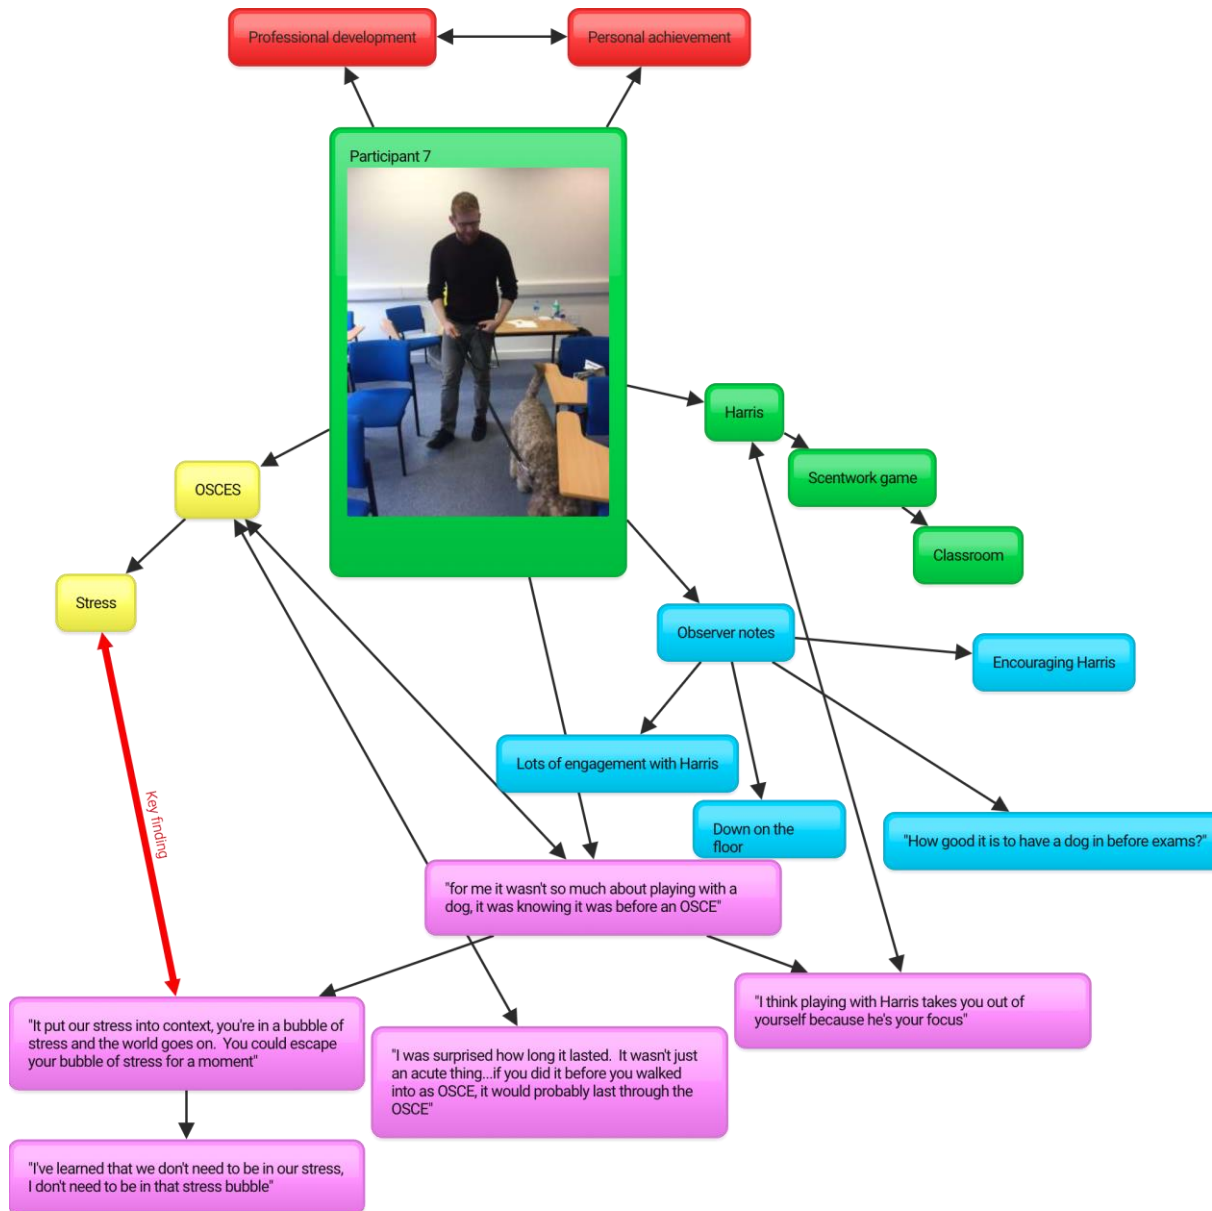 Professional development
Personal achievement
Participant 7
Harris
Scentwork game
OSCES
Classroom
Stress
Observer notes
Encouraging Harris
Lots of engagement with Harris
Down on the
floor
"How good it is to have a dog in before exams?"
Key finding
"for me it wasn't so much about playing with a
dog, it was knowing it was before an OSCE"
"I think playing with Harris takes you out of
yourself because he's your focus"
"It put our stress into context, you're in a bubble of
stress and the world goes on.  You could escape
your bubble of stress for a moment"
"I was surprised how long it lasted.  It wasn't just
an acute thing...if you did it before you walked
into as OSCE, it would probably last through the
OSCE"
"I've learned that we don't need to be in our stress,
I don't need to be in that stress bubble"